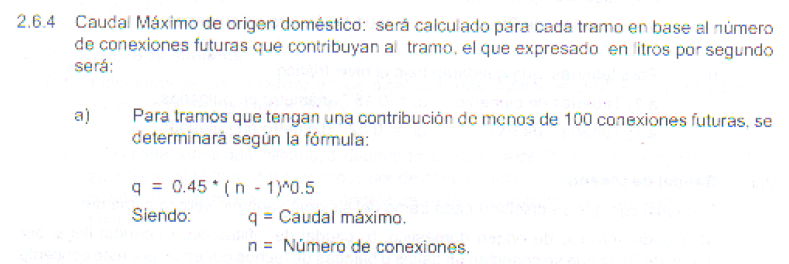 2.6.4 Caudal Máximo de origen doméstico: será calculado para cada tramo en base al número
de conexiones futuras que contribuyan al tramo, el que expresado en litros por segundo
será:
a) Para tramos que tengan una contribución de menos de 100 conexiones futuras, se
determinará según la fórmula:
q = 0.45 * ( n - 1)^0.5
Siendo: q = Caudal máximo.
n = Número de conexiones.